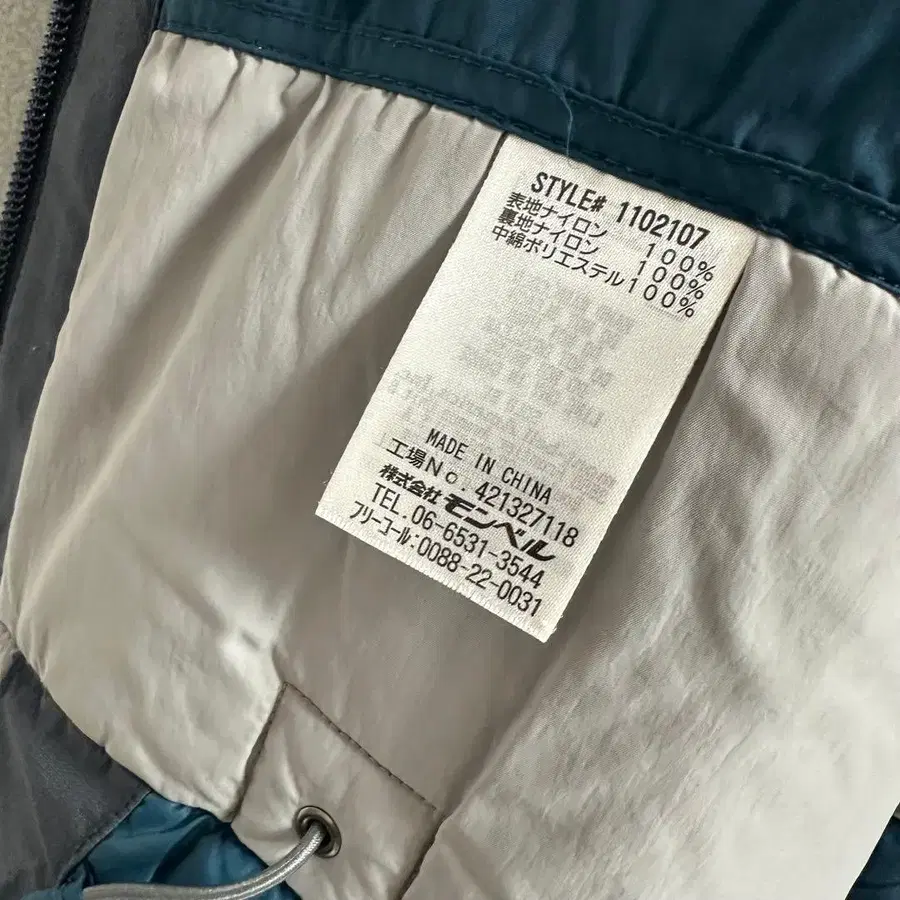 STYLE# 1102107
表地ナイロン 100%
裏地ナイロン 100%
中綿ポリエステル100%
MADE IN CHINA
工場No. 421327118
株式会社モンベル
TEL.06-6531-3544
フリーコール:0088-22-0031